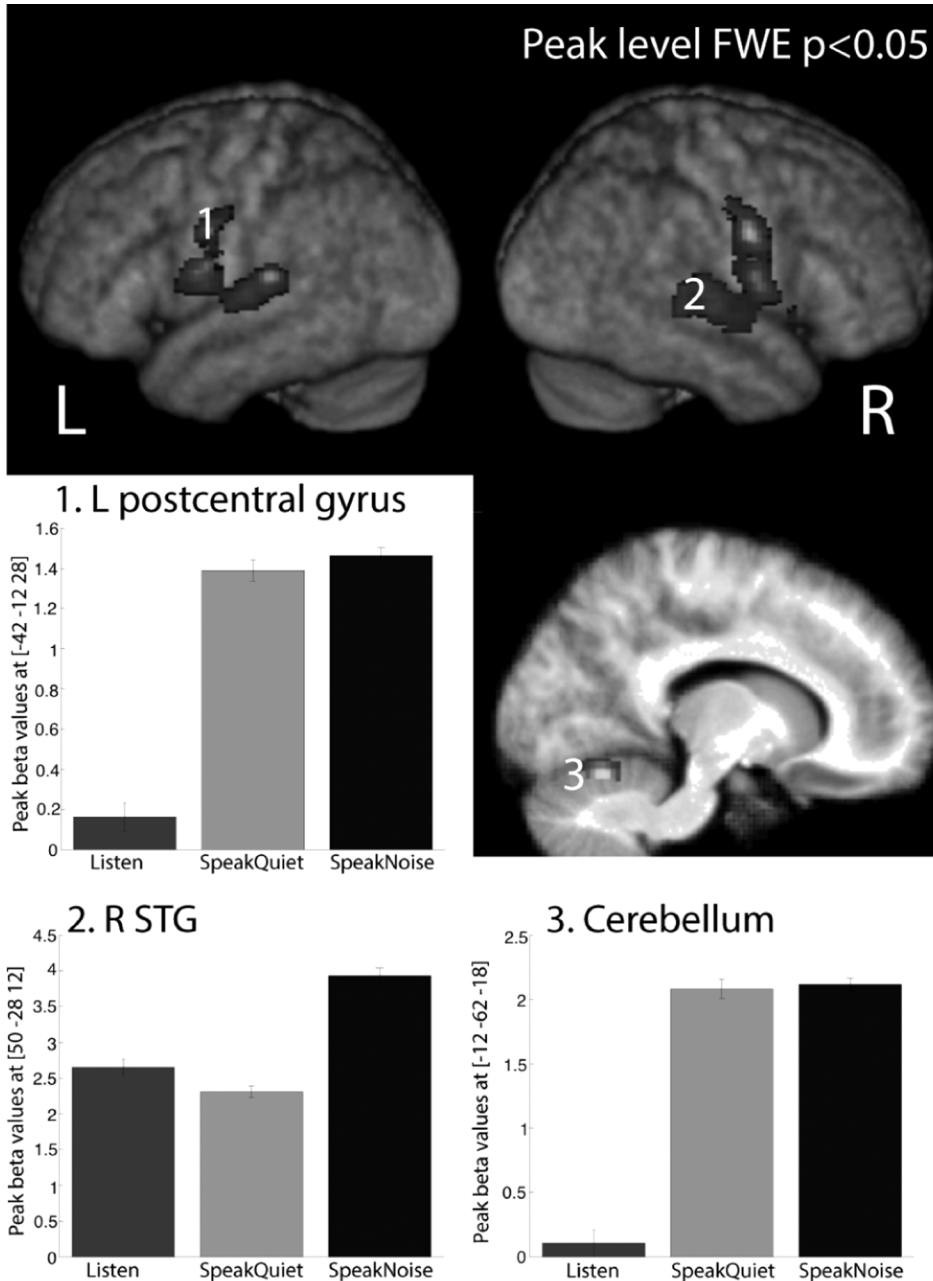 Peak level FWE p<0.05
1
2
L
R
1. L postcentral gyrus
Peak beta values at [-42 -12 28]
1.6
1.4
1.2
1
0.8
0.6
0.4
0.2
0
Listen
SpeakQuiet
SpeakNoise
3
2. R STG
Peak beta values at [50 -28 12]
4.5
4
3.5
3
2.5
2
1.5
1
0.5
0
Listen
SpeakQuiet
SpeakNoise
3. Cerebellum
Peak beta values at [-12 -62 -18]
2.5
2
1.5
1
0.5
0
Listen
SpeakQuiet
SpeakNoise